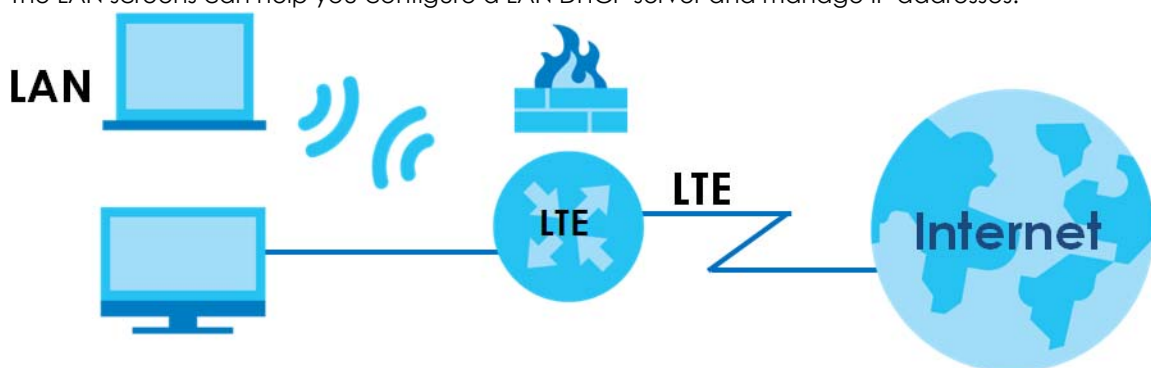 The LAN screens can help you configure a LAN DHCP server and manage IP addresses.
LAN
LTE
LTE
Internet